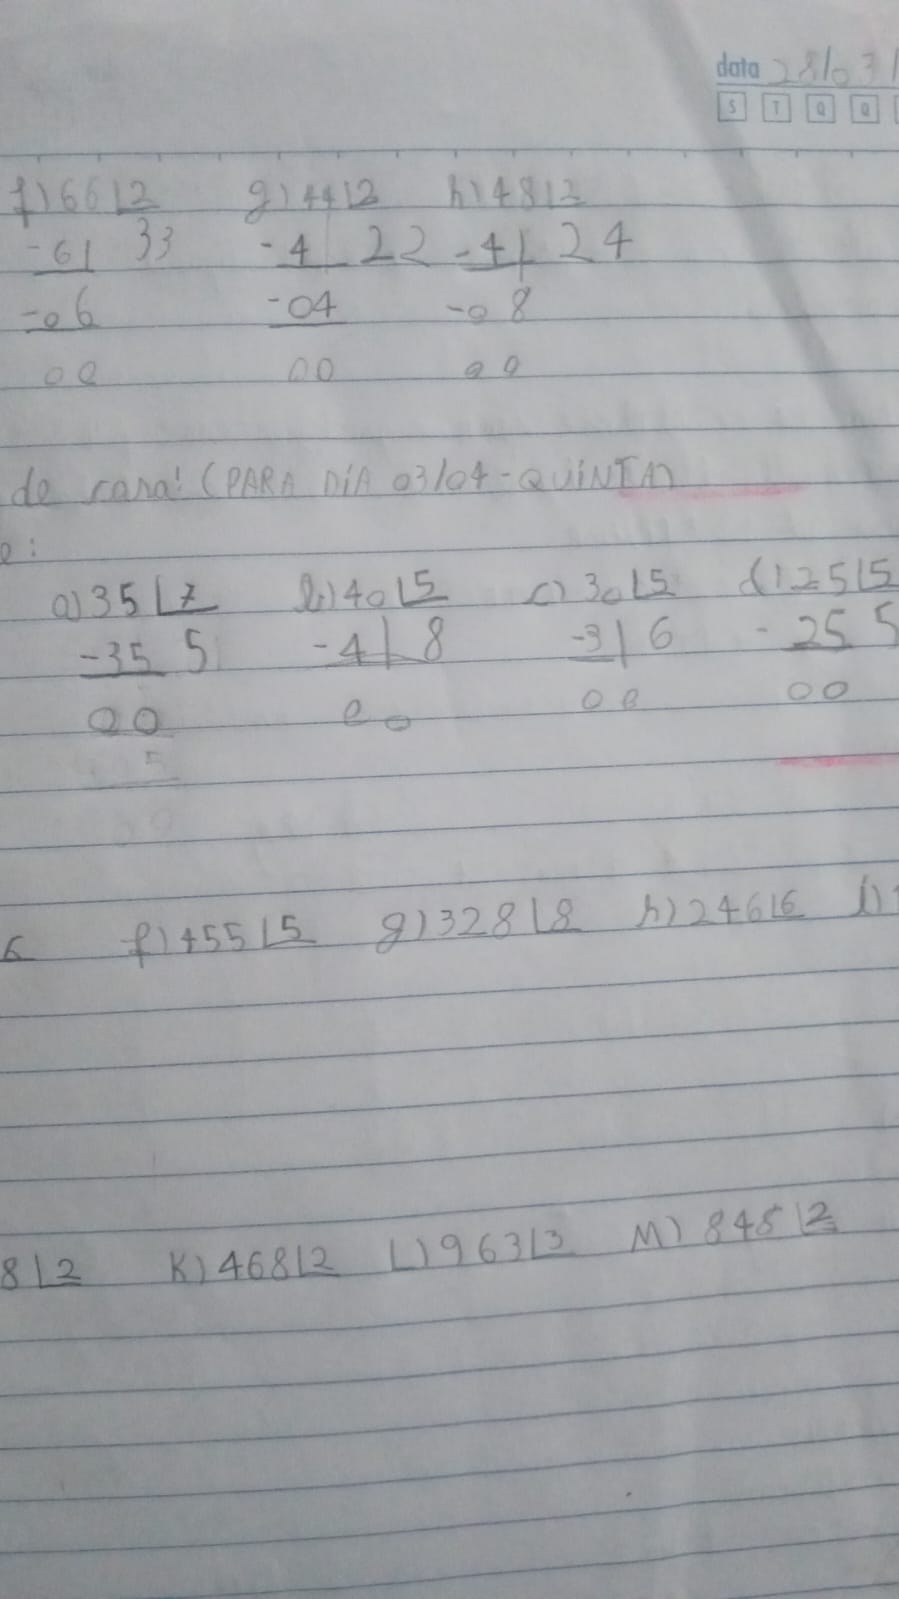 data 28/03/
S T Q Q
f) 66 2 g) 44 2 h) 48 2
-6 33 -4 22 -4 24
-06 -04 -08
00 00 00
de casa! (PARA DIA 03/04 - QUINTA)
e:
a) 35 7 b) 40 5 c) 30 5 d) 25 5
-35 5 -4 8 -3 6 - 25 5
00 00 00 00
6 f) 455 5 g) 328 8 h) 246 6 i)
8 2 K) 468 2 L) 963 3 M) 848 2